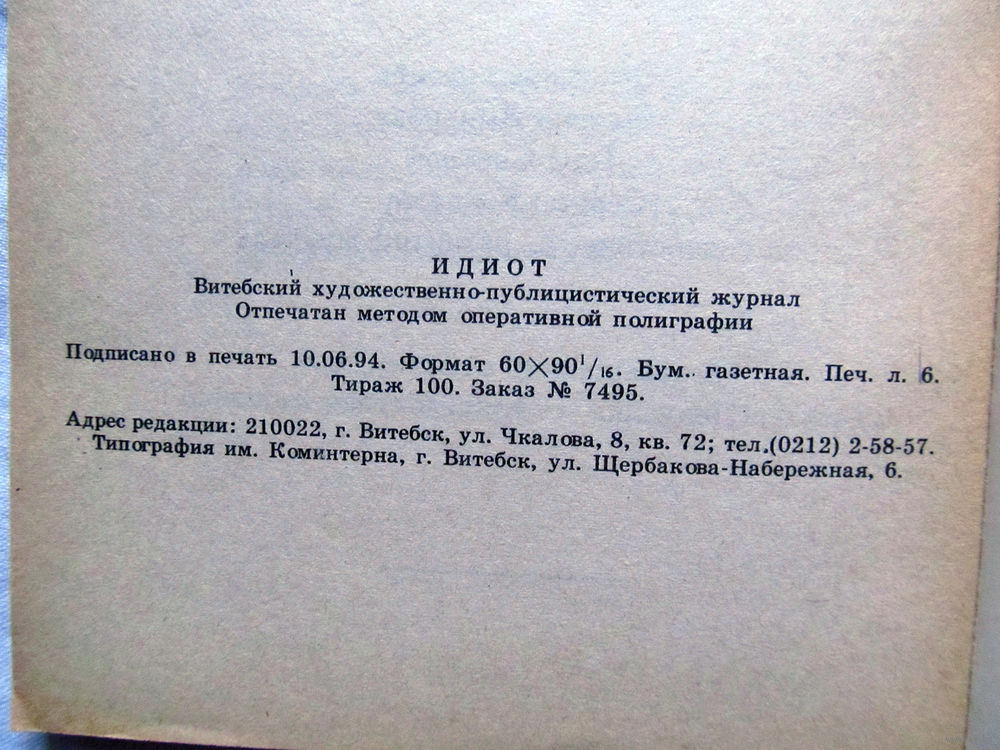 ИДИОТ
Витебский художественно-публицистический журнал
Отпечатан методом оперативной полиграфии
Подписано в печать 10.06.94. Формат 60×90¹/₁₆. Бум. газетная. Печ. л. 6.
Тираж 100. Заказ № 7495.
Адрес редакции: 210022, г. Витебск, ул. Чкалова, 8, кв. 72; тел.(0212) 2-58-57.
Типография им. Коминтерна, г. Витебск, ул. Щербакова-Набережная, 6.